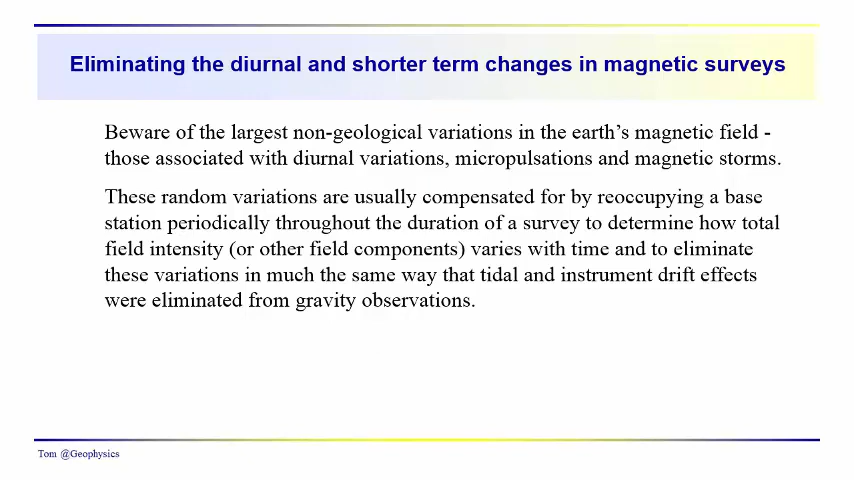 Eliminating the diurnal and shorter term changes in magnetic surveys
Beware of the largest non-geological variations in the earth’s magnetic field -
those associated with diurnal variations, micropulsations and magnetic storms.
These random variations are usually compensated for by reoccupying a base
station periodically throughout the duration of a survey to determine how total
field intensity (or other field components) varies with time and to eliminate
these variations in much the same way that tidal and instrument drift effects
were eliminated from gravity observations.
Tom @Geophysics